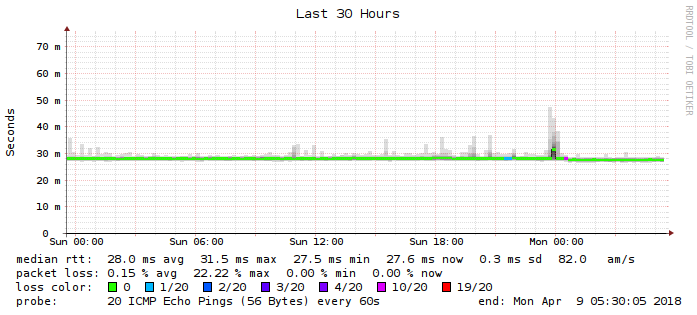 Last 30 Hours
RRDTOOL / TOBI OETIKER
Seconds
70 m
60 m
50 m
40 m
30 m
20 m
10 m
0
Sun 00:00 Sun 06:00 Sun 12:00 Sun 18:00 Mon 00:00
median rtt: 28.0 ms avg 31.5 ms max 27.5 ms min 27.6 ms now 0.3 ms sd 82.0 am/s
packet loss: 0.15 % avg 22.22 % max 0.00 % min 0.00 % now
loss color: 0 1/20 2/20 3/20 4/20 10/20 19/20
probe: 20 ICMP Echo Pings (56 Bytes) every 60s end: Mon Apr 9 05:30:05 2018